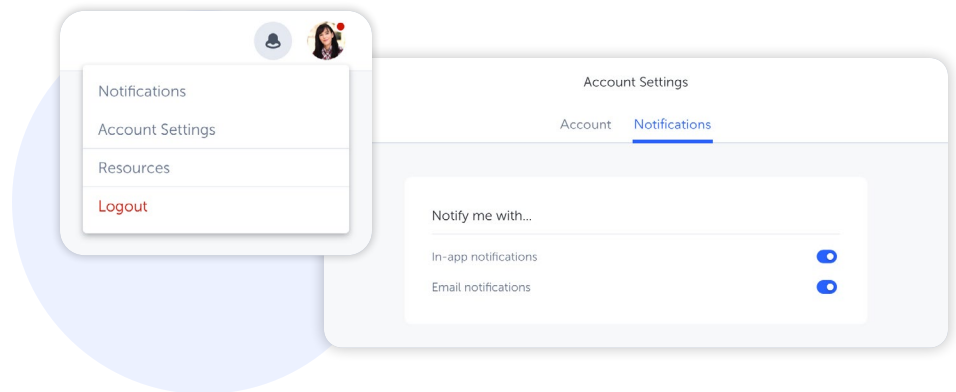 Notifications
Account Settings
Resources
Logout
Account Settings
Account Notifications
Notify me with...
In-app notifications
Email notifications